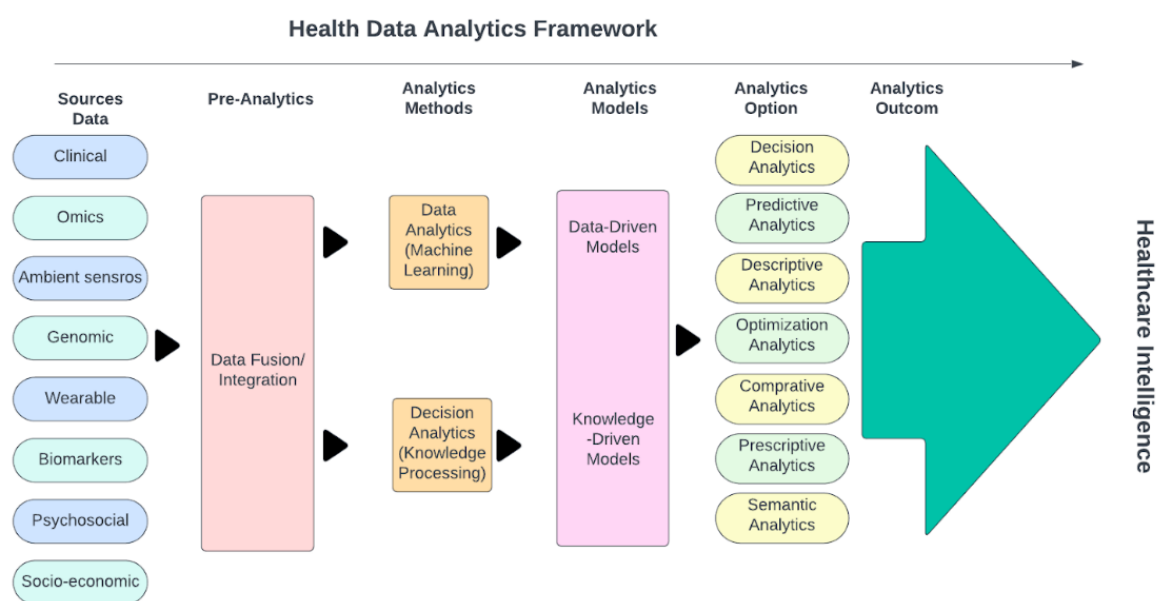 Health Data Analytics Framework
Sources
Data
Pre-Analytics
Analytics
Methods
Analytics
Models
Analytics
Option
Analytics
Outcom
Clinical
Omics
Ambient sensros
Genomic
Wearable
Biomarkers
Psychosocial
Socio-economic
Data Fusion/
Integration
Data
Analytics
(Machine
Learning)
Decision
Analytics
(Knowledge
Processing)
Data-Driven
Models
Knowledge
-Driven
Models
Decision
Analytics
Predictive
Analytics
Descriptive
Analytics
Optimization
Analytics
Comprative
Analytics
Prescriptive
Analytics
Semantic
Analytics
Healthcare Intelligence